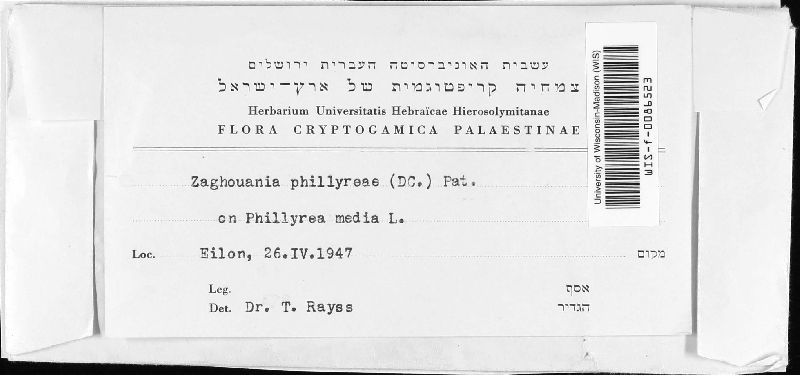 עשבית האוניברסיטה העברית ירושלים
צמחיה קריפטוגמית של ארץ־ישראל
Herbarium Universitatis Hebraïcae Hierosolymitanae
FLORA CRYPTOGAMICA PALAESTINAE
Zaghouania phillyreae (DC.) Pat.
on Phillyrea media L.
Loc. Eilon, 26.IV.1947 מקום
Leg. אסף
Det. Dr. T. Rayss הגדיר
University of Wisconsin-Madison (WIS)
WIS-f-0086523